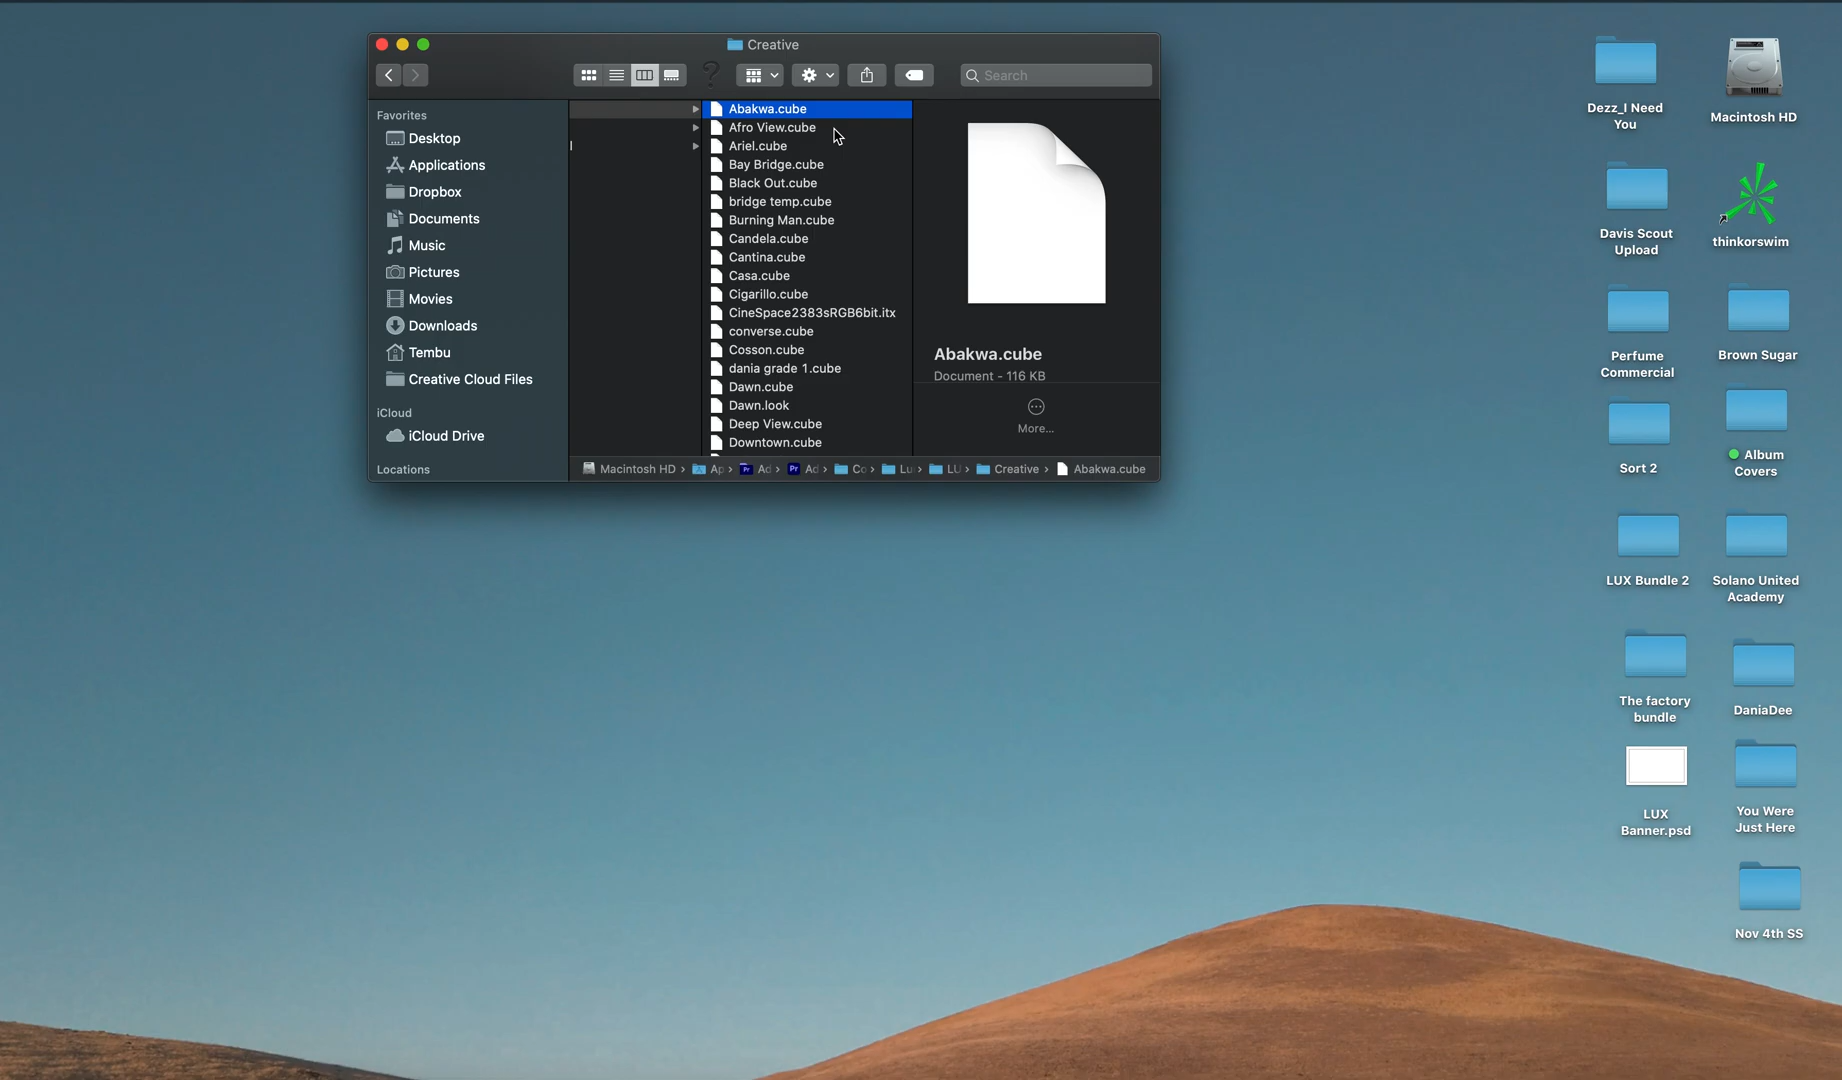 Creative
Search
Favorites
Desktop
Applications
Dropbox
Documents
Music
Pictures
Movies
Downloads
Tembu
Creative Cloud Files
iCloud
iCloud Drive
Locations
Abakwa.cube
Afro View.cube
Ariel.cube
Bay Bridge.cube
Black Out.cube
bridge temp.cube
Burning Man.cube
Candela.cube
Cantina.cube
Casa.cube
Cigarillo.cube
CineSpace2383sRGB6bit.itx
converse.cube
Cosson.cube
dania grade 1.cube
Dawn.cube
Dawn.look
Deep View.cube
Downtown.cube
Abakwa.cube
Document - 116 KB
More...
Macintosh HD › Ap › Pr Ad › Pr Ad › Co › Lu › LU › Creative › Abakwa.cube
Dezz_I Need
You
Macintosh HD
Davis Scout
Upload
thinkorswim
Perfume
Commercial
Brown Sugar
Sort 2
Album
Covers
LUX Bundle 2
Solano United
Academy
The factory
bundle
DaniaDee
LUX
Banner.psd
You Were
Just Here
Nov 4th SS